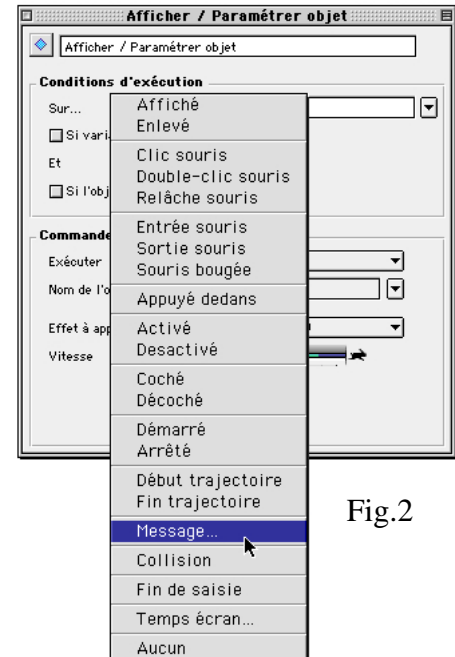 Afficher / Paramétrer objet
Afficher / Paramétrer objet
Conditions d'exécution
Sur...
Si vari
Et
Si l'obj
Commande
Exécuter
Nom de l'o
Effet à app
Vitesse
Affiché
Enlevé
Clic souris
Double-clic souris
Relâche souris
Entrée souris
Sortie souris
Souris bougée
Appuyé dedans
Activé
Desactivé
Coché
Décoché
Démarré
Arrêté
Début trajectoire
Fin trajectoire
Message...
Collision
Fin de saisie
Temps écran...
Aucun
Fig.2